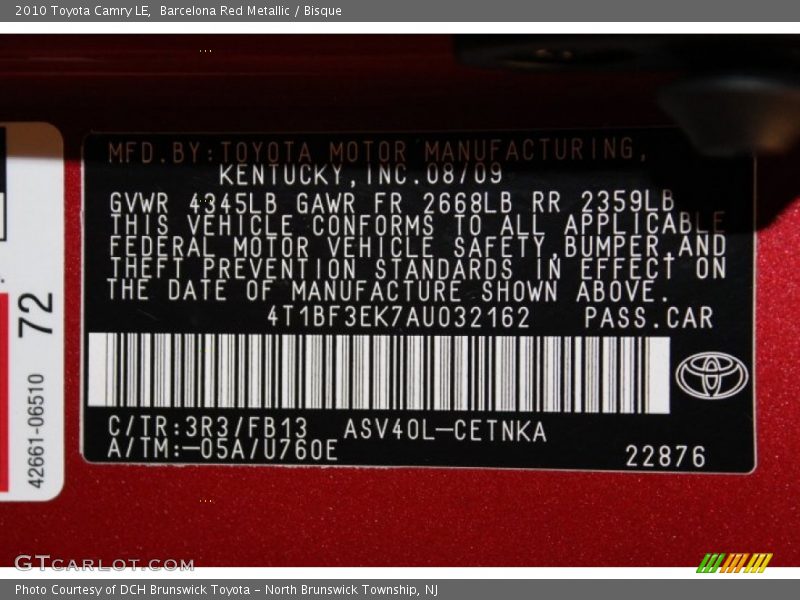 2010 Toyota Camry LE, Barcelona Red Metallic / Bisque
MFD.BY:TOYOTA MOTOR MANUFACTURING,
KENTUCKY,INC.08/09
GVWR 4345LB GAWR FR 2668LB RR 2359LB
THIS VEHICLE CONFORMS TO ALL APPLICABLE
FEDERAL MOTOR VEHICLE SAFETY,BUMPER,AND
THEFT PREVENTION STANDARDS IN EFFECT ON
THE DATE OF MANUFACTURE SHOWN ABOVE.
4T1BF3EK7AU032162 PASS.CAR
C/TR:3R3/FB13 ASV40L-CETNKA
A/TM:-05A/U760E
22876
72
42661-06510
GTCARLOT.COM
Photo Courtesy of DCH Brunswick Toyota - North Brunswick Township, NJ